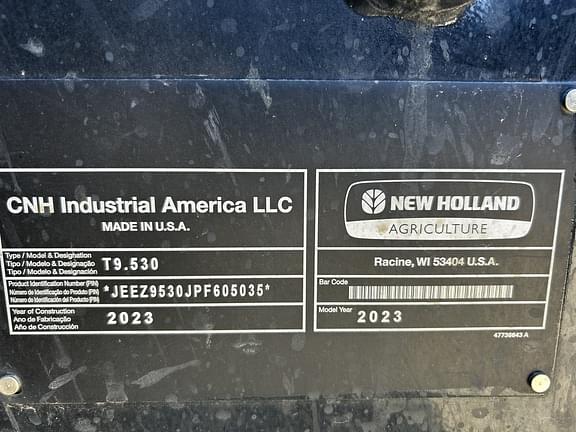 CNH Industrial America LLC
MADE IN U.S.A.
Type / Model & Designation
Tipo / Modelo & Designação
Tipo / Modelo & Designación
T9.530
Product Identification Number (PIN)
Número de Identificação do Produto (PIN)
Número de Identificación del Producto (PIN)
*JEEZ9530JPF605035*
Year of Construction
Ano de Fabricação
Año de Construcción
2023
NEW HOLLAND
AGRICULTURE
Racine, WI 53404 U.S.A.
Bar Code
Model Year
2023
47738843 A